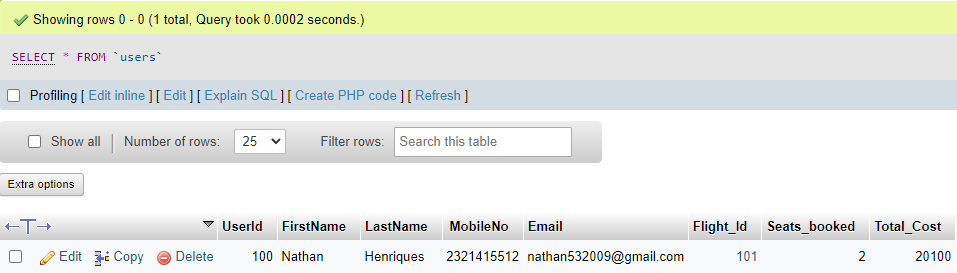 Showing rows 0 - 0 (1 total, Query took 0.0002 seconds.)
SELECT * FROM `users`
Profiling [ Edit inline ] [ Edit ] [ Explain SQL ] [ Create PHP code ] [ Refresh ]
Show all Number of rows: 25 Filter rows: Search this table
Extra options
UserId FirstName LastName MobileNo Email Flight_Id Seats_booked Total_Cost
Edit Copy Delete 100 Nathan Henriques 2321415512 nathan532009@gmail.com 101 2 20100